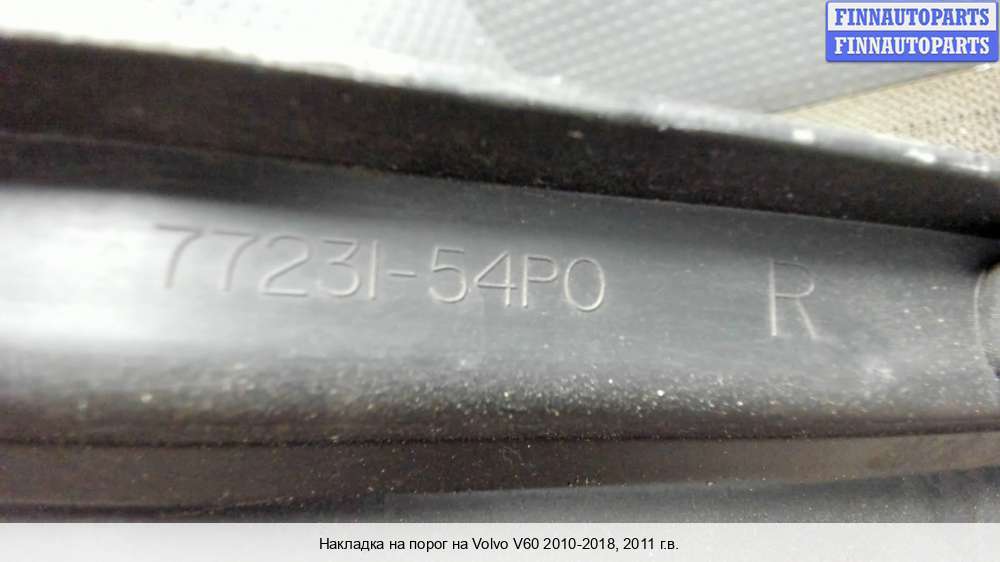 FINNAUTOPARTS
FINNAUTOPARTS
77231-54P0 R
Накладка на порог на Volvo V60 2010-2018, 2011 г.в.